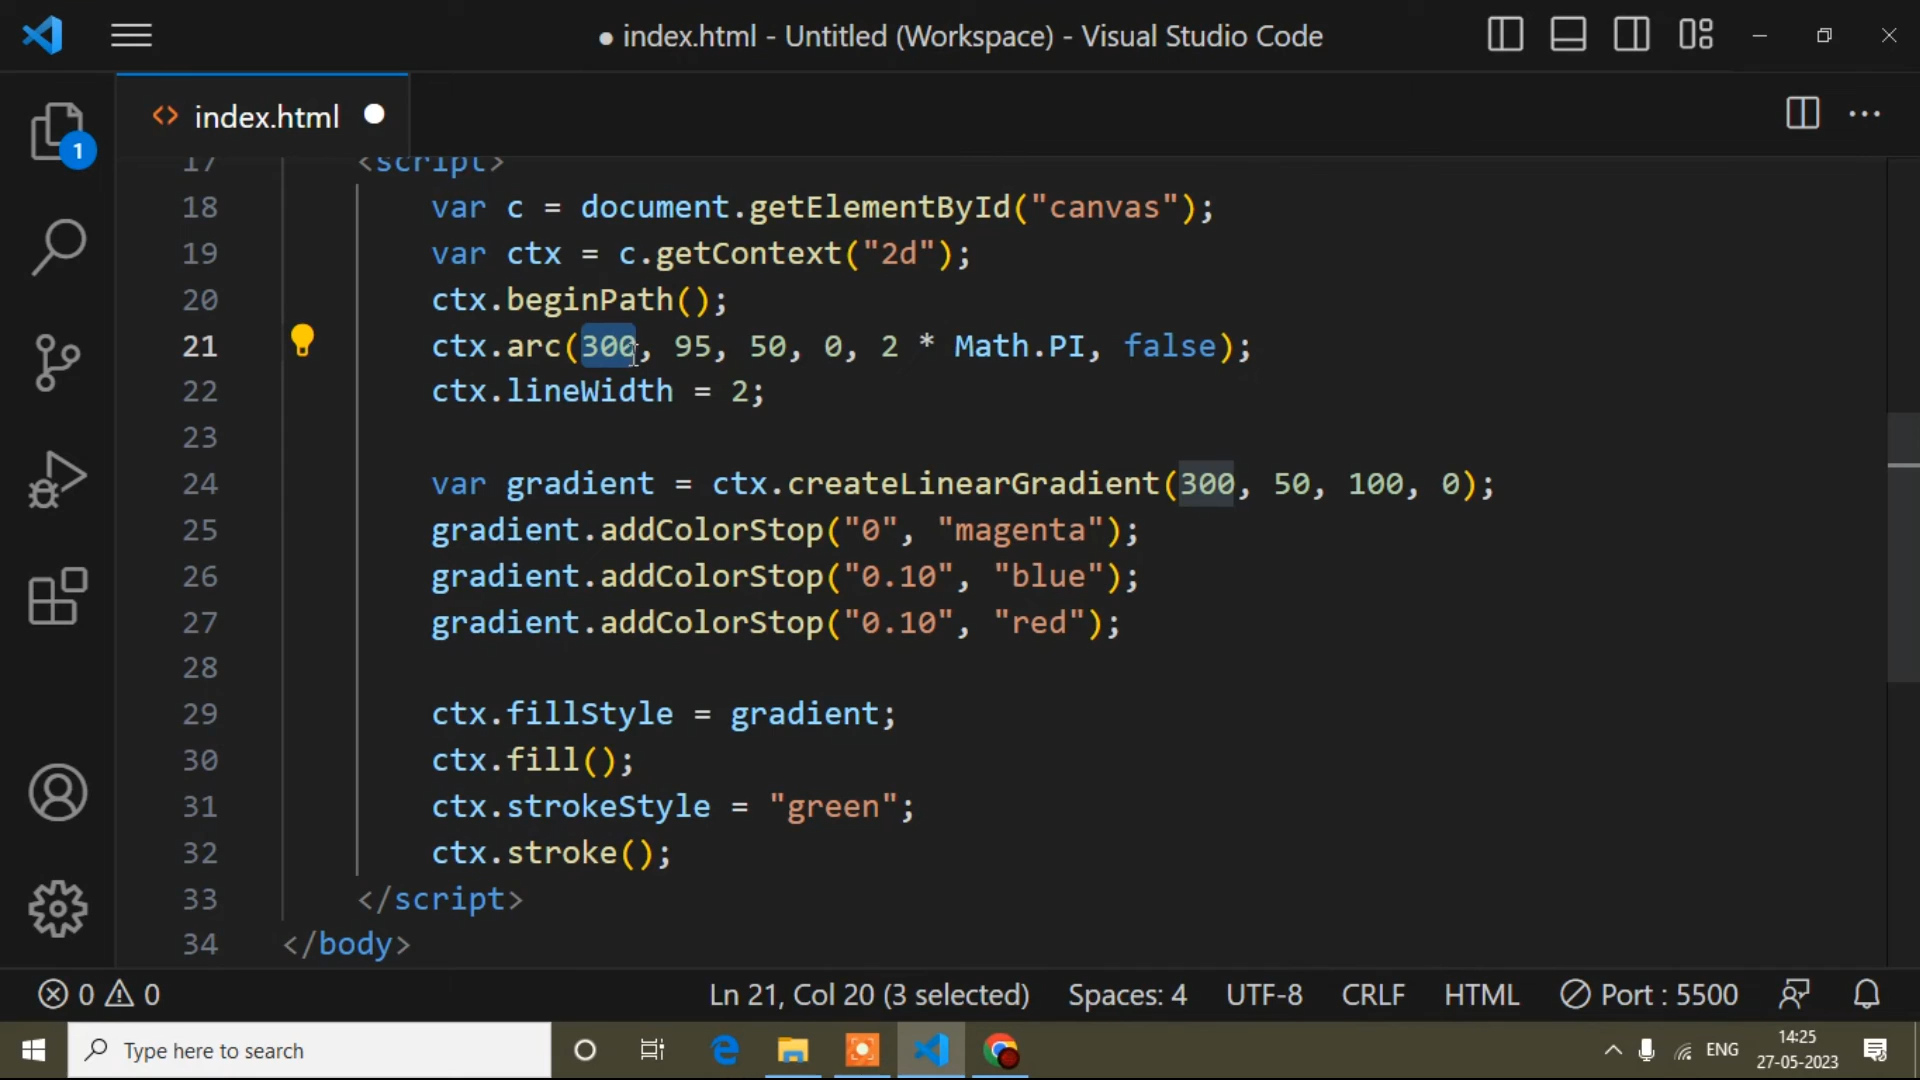 ● index.html - Untitled (Workspace) - Visual Studio Code
<> index.html ●
1
17 <script>
18 var c = document.getElementById("canvas");
19 var ctx = c.getContext("2d");
20 ctx.beginPath();
21 ctx.arc(300, 95, 50, 0, 2 * Math.PI, false);
22 ctx.lineWidth = 2;
23
24 var gradient = ctx.createLinearGradient(300, 50, 100, 0);
25 gradient.addColorStop("0", "magenta");
26 gradient.addColorStop("0.10", "blue");
27 gradient.addColorStop("0.10", "red");
28
29 ctx.fillStyle = gradient;
30 ctx.fill();
31 ctx.strokeStyle = "green";
32 ctx.stroke();
33 </script>
34 </body>
0 0 Ln 21, Col 20 (3 selected) Spaces: 4 UTF-8 CRLF HTML Port : 5500
Type here to search ENG 14:25
27-05-2023